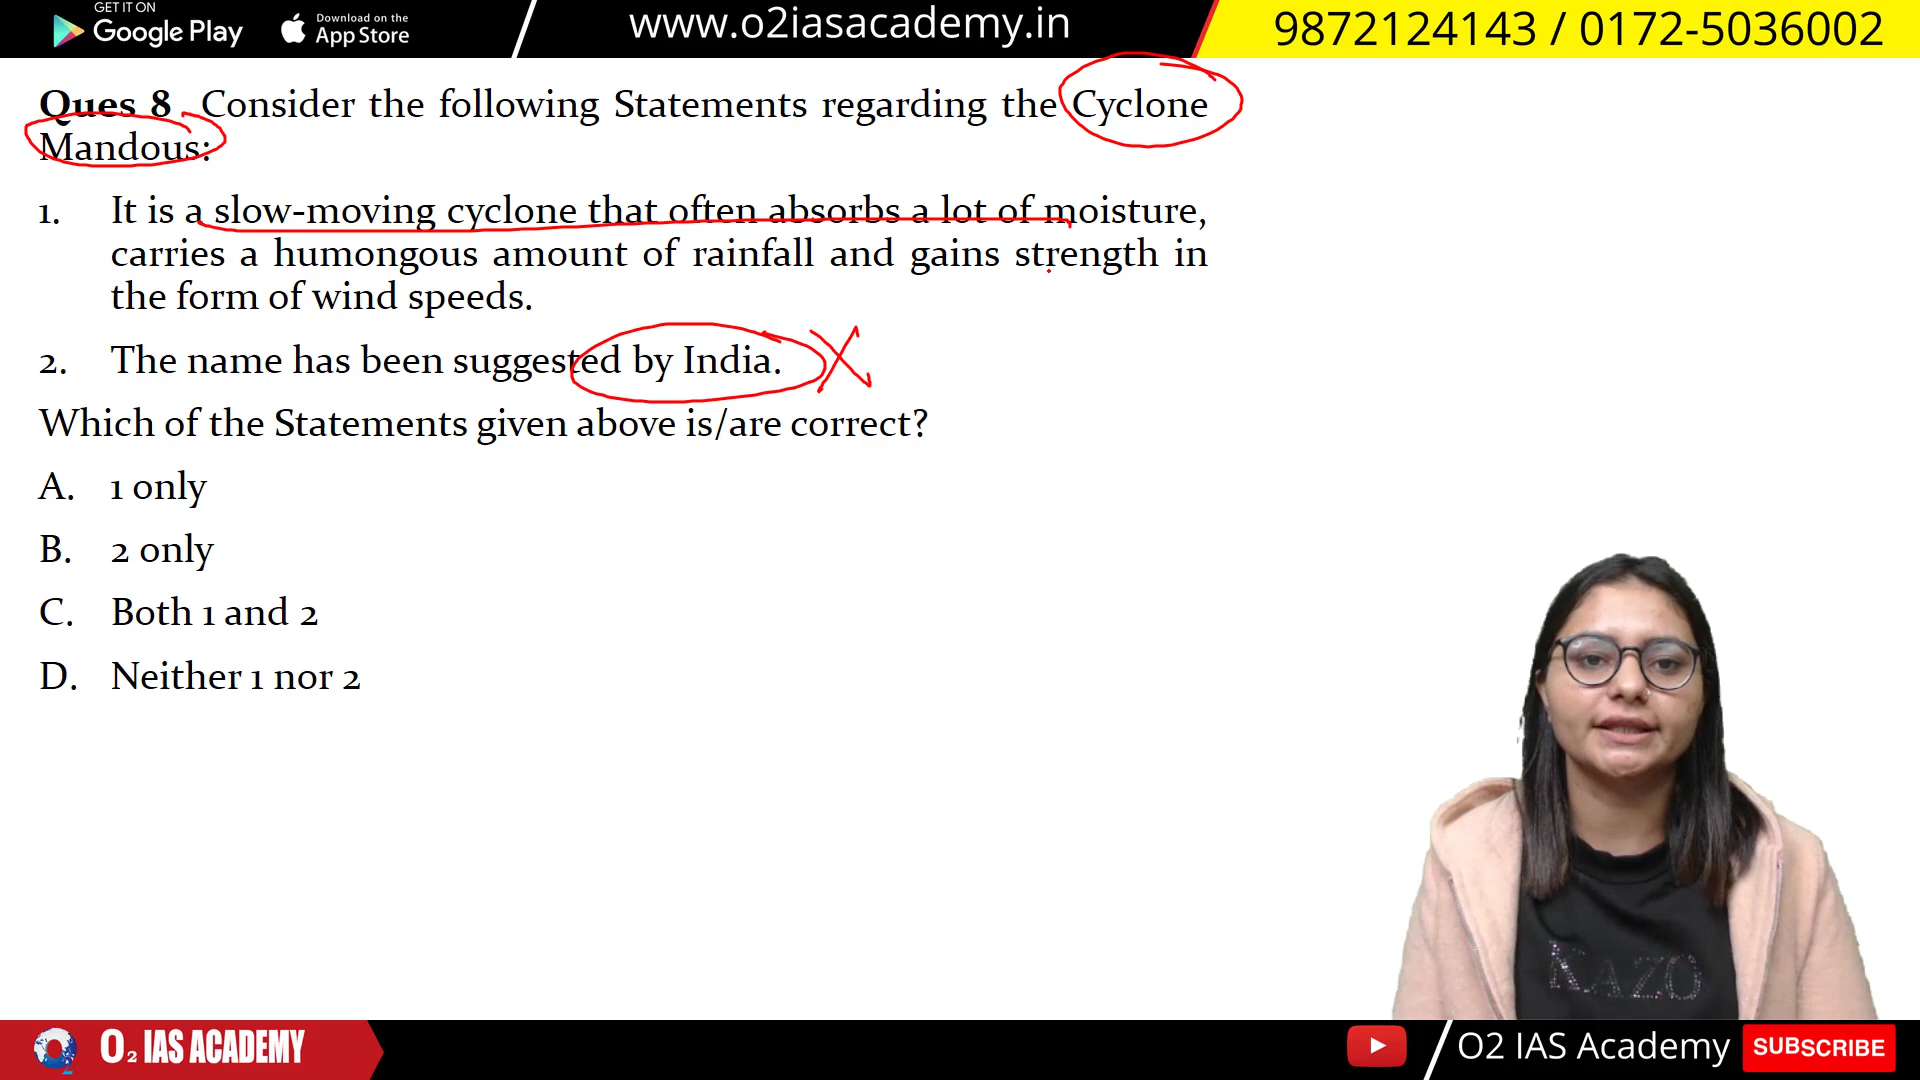 GET IT ON
Google Play
Download on the
App Store
www.o2iasacademy.in
9872124143 / 0172-5036002
Ques 8 Consider the following Statements regarding the Cyclone
Mandous:
1. It is a slow-moving cyclone that often absorbs a lot of moisture,
carries a humongous amount of rainfall and gains strength in
the form of wind speeds.
2. The name has been suggested by India.
Which of the Statements given above is/are correct?
A. 1 only
B. 2 only
C. Both 1 and 2
D. Neither 1 nor 2
KAZO
O2 IAS ACADEMY
O2 IAS Academy
SUBSCRIBE